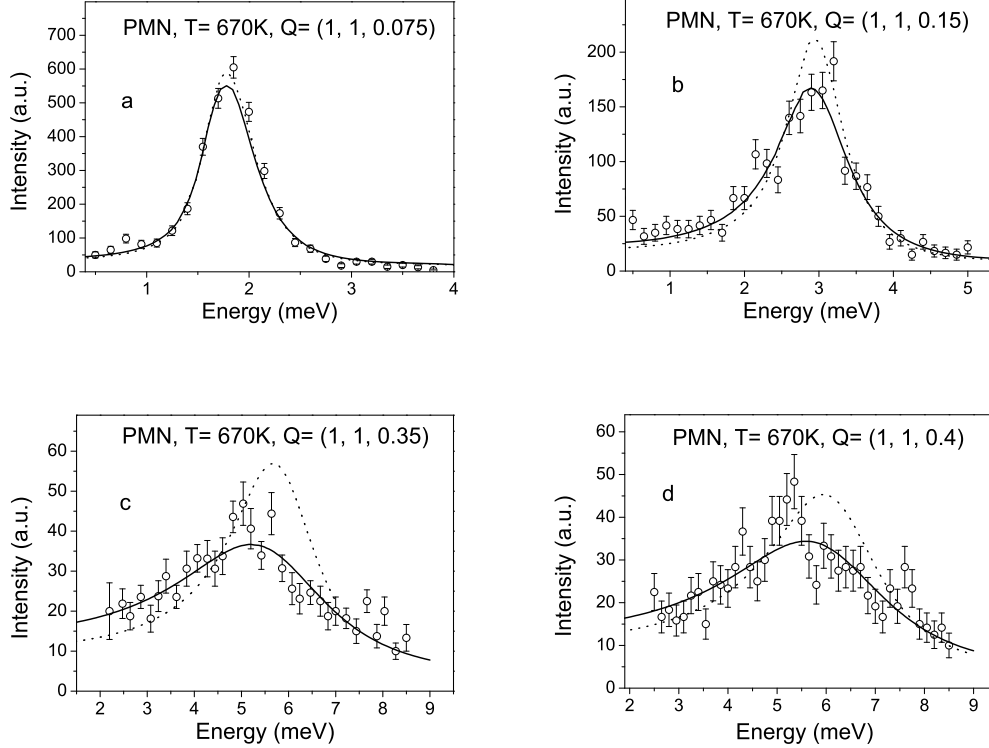 PMN, T= 670K, Q= (1, 1, 0.075)
a
Intensity (a.u.)
700
600
500
400
300
200
100
0
1 2 3 4
Energy (meV)
PMN, T= 670K, Q= (1, 1, 0.15)
b
Intensity (a.u.)
200
150
100
50
0
1 2 3 4 5
Energy (meV)
PMN, T= 670K, Q= (1, 1, 0.35)
c
Intensity (a.u.)
60
50
40
30
20
10
0
2 3 4 5 6 7 8 9
Energy (meV)
PMN, T= 670K, Q= (1, 1, 0.4)
d
Intensity (a.u.)
60
50
40
30
20
10
0
2 3 4 5 6 7 8 9
Energy (meV)